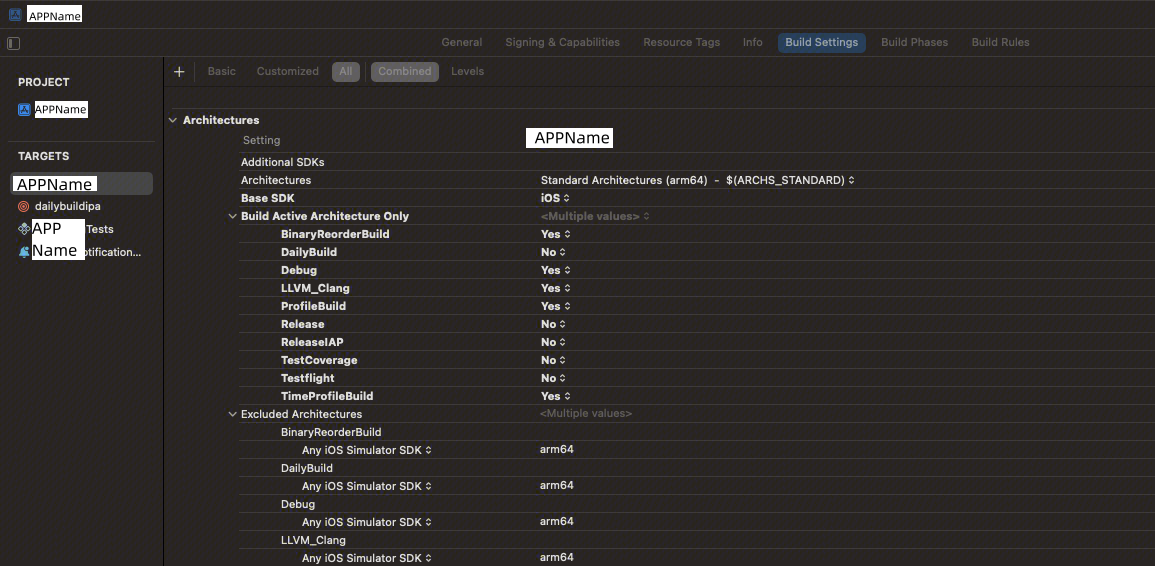 APPName
General Signing & Capabilities Resource Tags Info Build Settings Build Phases Build Rules
Basic Customized All Combined Levels
PROJECT
APPName
TARGETS
APPName
dailybuildipa
APP Tests
Name otification...
Architectures
Setting APPName
Additional SDKs
Architectures Standard Architectures (arm64) - $(ARCHS_STANDARD)
Base SDK iOS
Build Active Architecture Only <Multiple values>
BinaryReorderBuild Yes
DailyBuild No
Debug Yes
LLVM_Clang Yes
ProfileBuild Yes
Release No
ReleaseIAP No
TestCoverage No
Testflight No
TimeProfileBuild Yes
Excluded Architectures <Multiple values>
BinaryReorderBuild
Any iOS Simulator SDK arm64
DailyBuild
Any iOS Simulator SDK arm64
Debug
Any iOS Simulator SDK arm64
LLVM_Clang
Any iOS Simulator SDK arm64